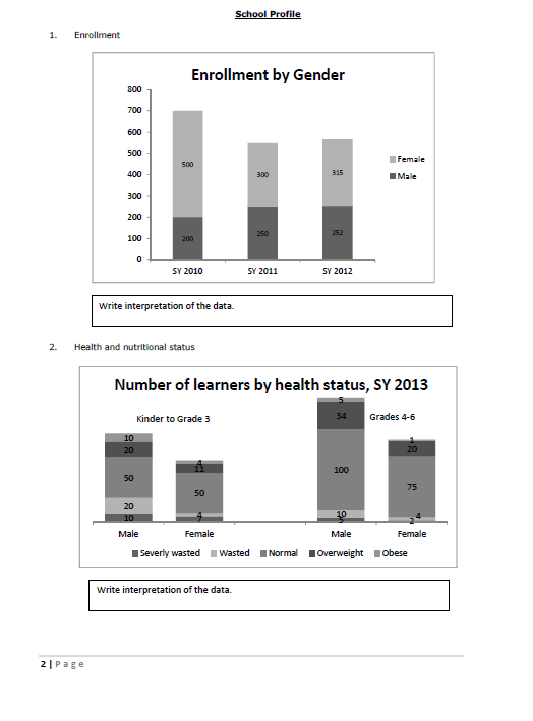 School Profile
1. Enrollment
Enrollment by Gender
800
700
600
500
400
300
200
100
0
500
200
300
250
315
252
Female
Male
SY 2010 SY 2011 SY 2012
Write interpretation of the data.
2. Health and nutritional status
Number of learners by health status, SY 2013
Kinder to Grade 3 Grades 4-6
10
20
50
20
10
4
11
50
4
7
5
34
100
10
5
1
20
75
4
2
Male Female Male Female
Severly wasted Wasted Normal Overweight Obese
Write interpretation of the data.
2 | Page